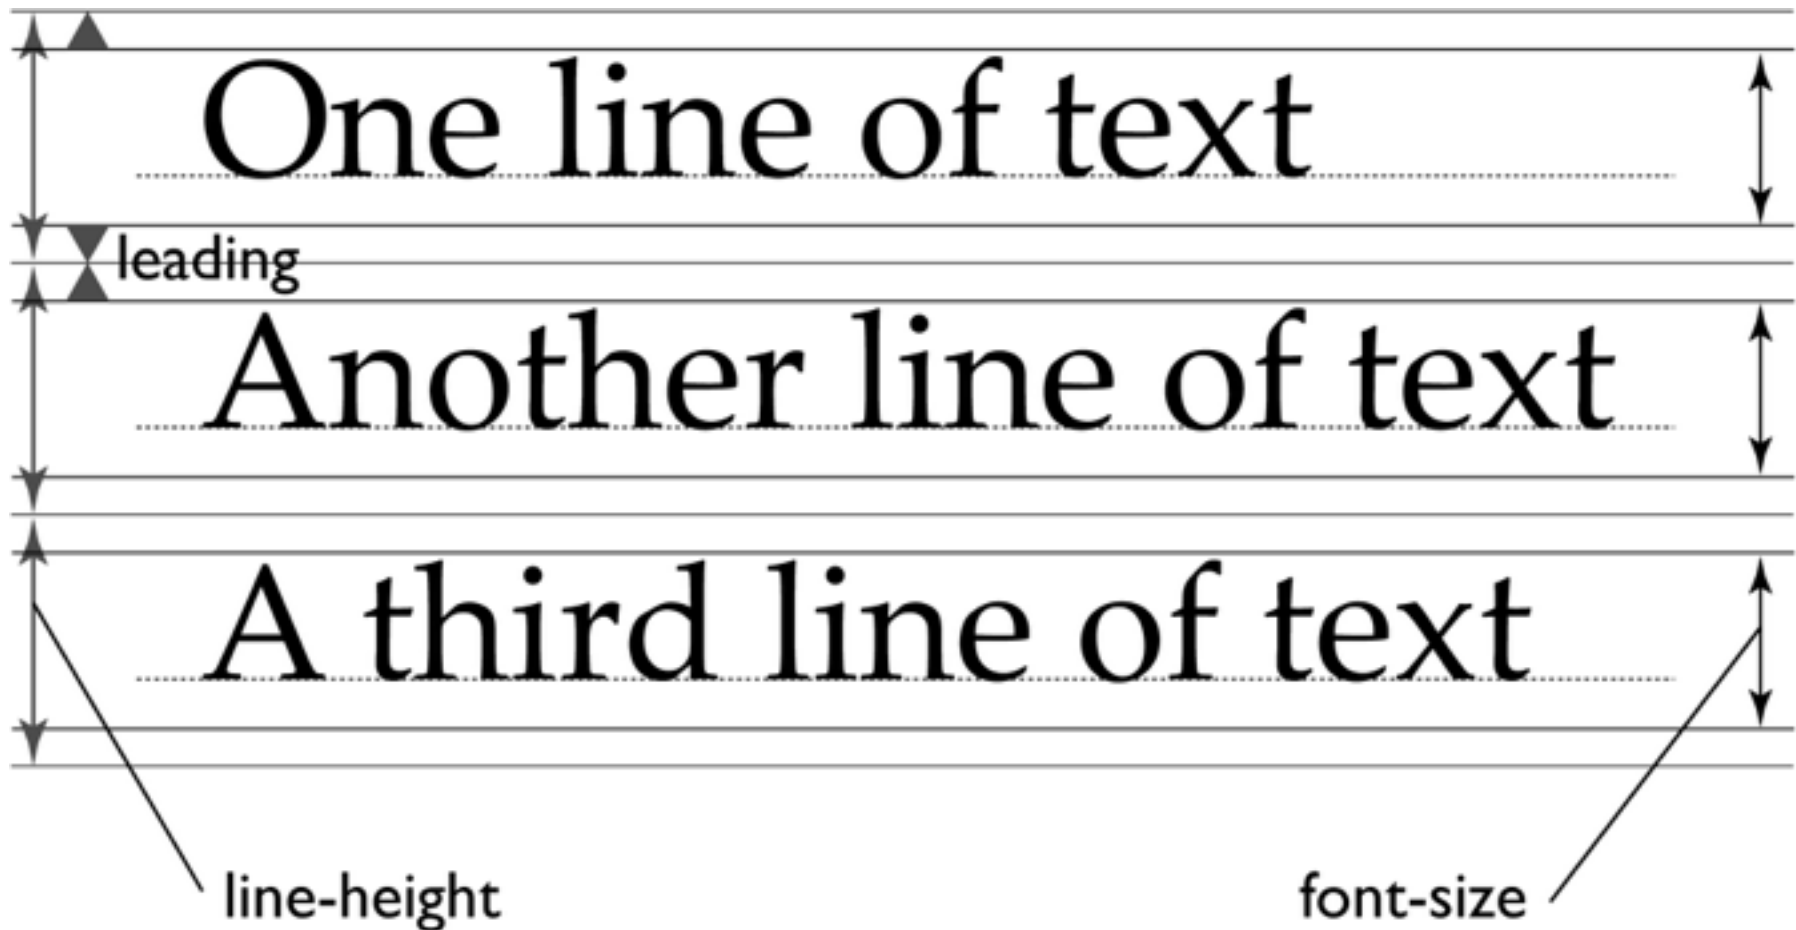 One line of text
leading
Another line of text
A third line of text
line-height
font-size